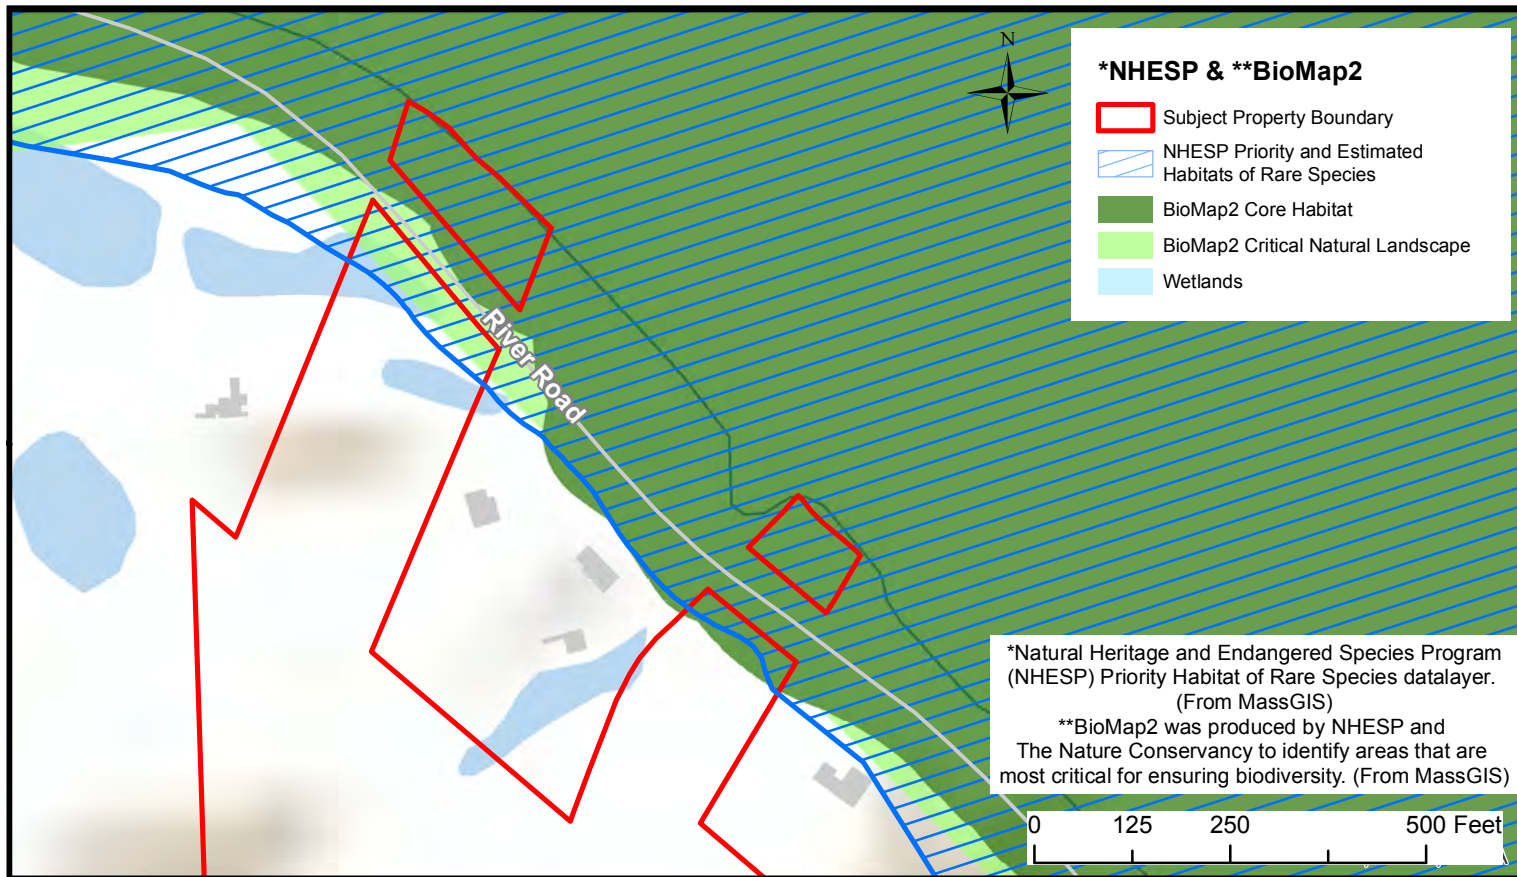 N
*NHESP & **BioMap2
Subject Property Boundary
NHESP Priority and Estimated
Habitats of Rare Species
BioMap2 Core Habitat
BioMap2 Critical Natural Landscape
Wetlands
River Road
*Natural Heritage and Endangered Species Program
(NHESP) Priority Habitat of Rare Species datalayer.
(From MassGIS)
**BioMap2 was produced by NHESP and
The Nature Conservancy to identify areas that are
most critical for ensuring biodiversity. (From MassGIS)
0 125 250 500 Feet